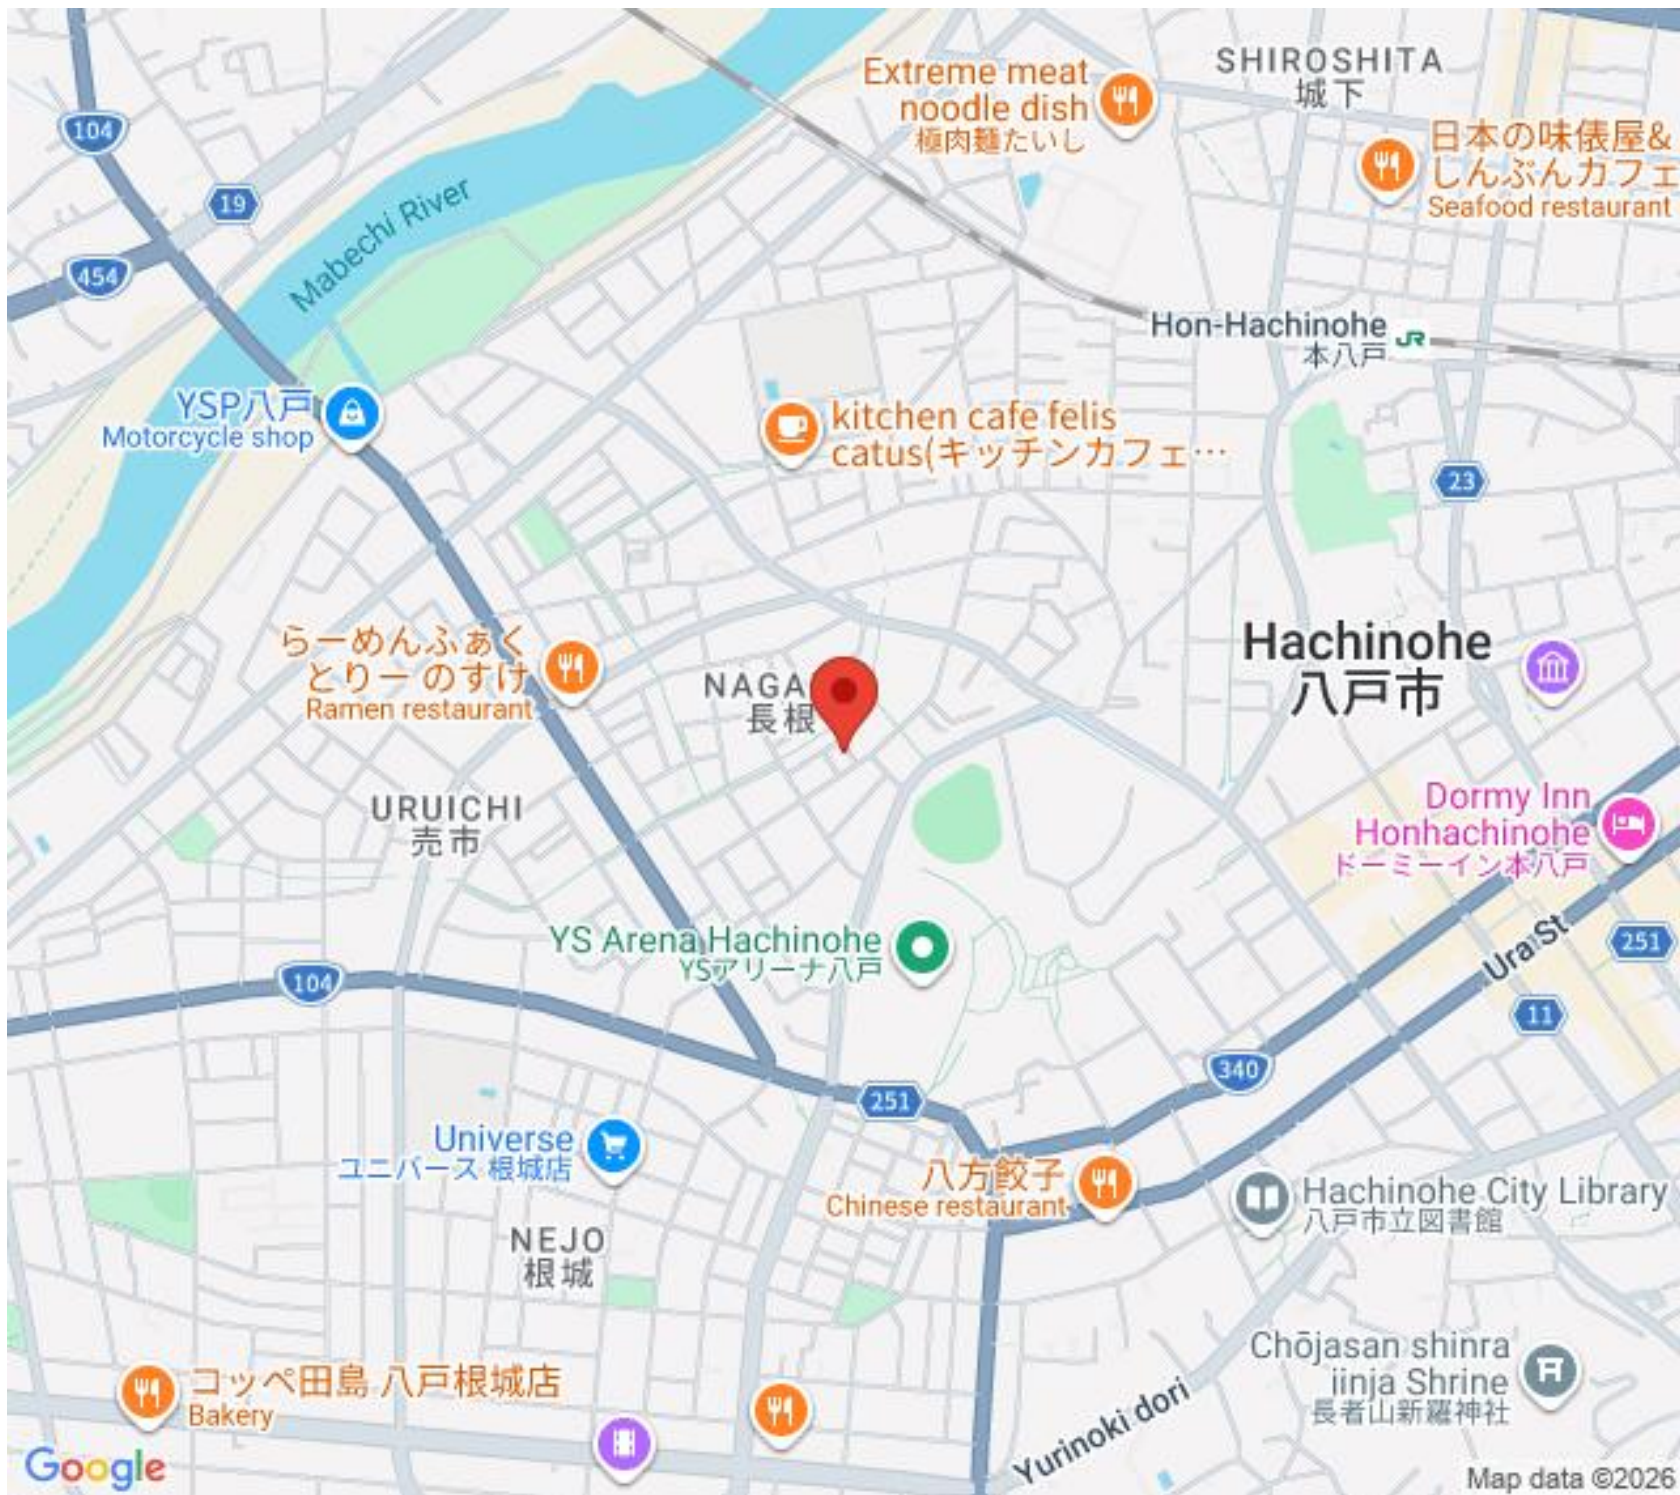 Extreme meat
noodle dish
極肉麺たいし
SHIROSHITA
城下
日本の味俵屋&
しんぶんカフェ
Seafood restaurant
104
19
454
Mabechi River
Hon-Hachinohe
本八戸
JR
YSP八戸
Motorcycle shop
kitchen cafe felis
catus(キッチンカフェ…
23
らーめんふぁく
とりー のすけ
Ramen restaurant
NAGA
長根
Hachinohe
八戸市
URUICHI
売市
Dormy Inn
Honhachinohe
ドーミーイン本八戸
YS Arena Hachinohe
YSアリーナ八戸
Ura St
251
104
11
340
251
Universe
ユニバース 根城店
八方餃子
Chinese restaurant
Hachinohe City Library
八戸市立図書館
NEJO
根城
Chōjasan shinra
jinja Shrine
長者山新羅神社
コッペ田島 八戸根城店
Bakery
Yurinoki dori
Google
Map data ©2026